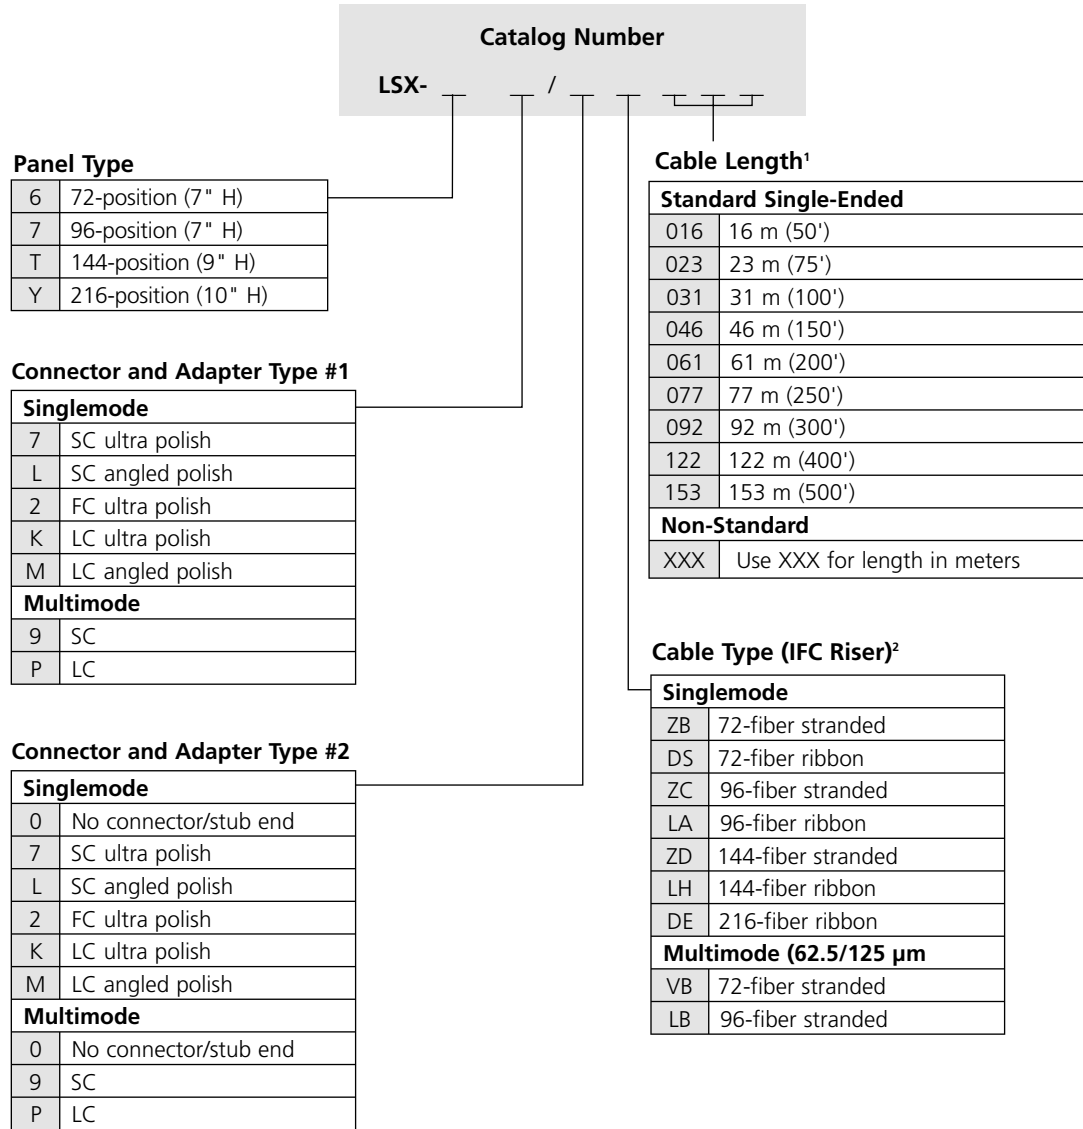 Catalog Number
LSX- __ __ / __ __ __ __ __
Panel Type
6 72-position (7" H)
7 96-position (7" H)
T 144-position (9" H)
Y 216-position (10" H)
Connector and Adapter Type #1
Singlemode
7 SC ultra polish
L SC angled polish
2 FC ultra polish
K LC ultra polish
M LC angled polish
Multimode
9 SC
P LC
Connector and Adapter Type #2
Singlemode
0 No connector/stub end
7 SC ultra polish
L SC angled polish
2 FC ultra polish
K LC ultra polish
M LC angled polish
Multimode
0 No connector/stub end
9 SC
P LC
Cable Length¹
Standard Single-Ended
016 16 m (50')
023 23 m (75')
031 31 m (100')
046 46 m (150')
061 61 m (200')
077 77 m (250')
092 92 m (300')
122 122 m (400')
153 153 m (500')
Non-Standard
XXX Use XXX for length in meters
Cable Type (IFC Riser)²
Singlemode
ZB 72-fiber stranded
DS 72-fiber ribbon
ZC 96-fiber stranded
LA 96-fiber ribbon
ZD 144-fiber stranded
LH 144-fiber ribbon
DE 216-fiber ribbon
Multimode (62.5/125 µm
VB 72-fiber stranded
LB 96-fiber stranded